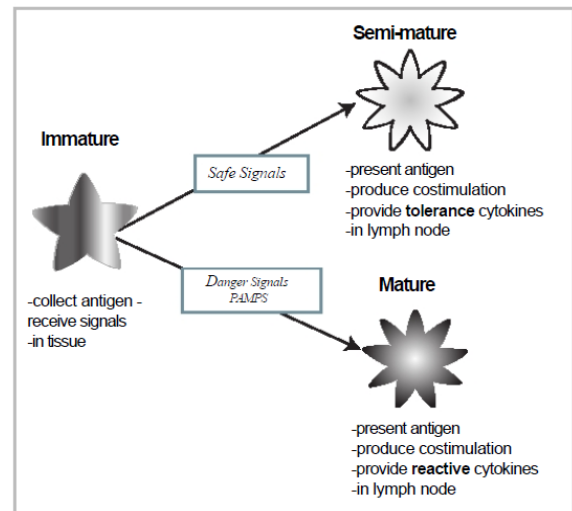 Immature
-collect antigen -
receive signals
-in tissue
Safe Signals
Danger Signals
PAMPS
Semi-mature
-present antigen
-produce costimulation
-provide tolerance cytokines
-in lymph node
Mature
-present antigen
-produce costimulation
-provide reactive cytokines
-in lymph node